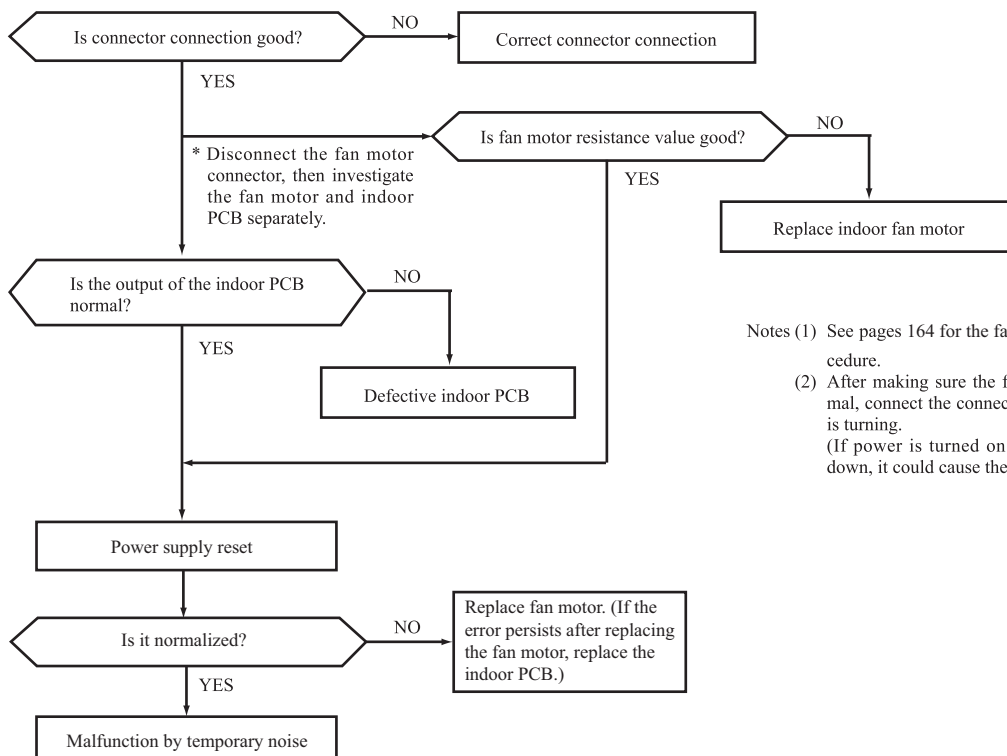 Is connector connection good?
NO
Correct connector connection
YES
Is fan motor resistance value good?
NO
* Disconnect the fan motor
connector, then investigate
the fan motor and indoor
PCB separately.
YES
Replace indoor fan motor
Is the output of the indoor PCB
normal?
NO
YES
Defective indoor PCB
Notes (1) See pages 164 for the fa
cedure.
(2) After making sure the f
mal, connect the connec
is turning.
(If power is turned on
down, it could cause the
Power supply reset
Is it normalized?
NO
Replace fan motor. (If the
error persists after replacing
the fan motor, replace the
indoor PCB.)
YES
Malfunction by temporary noise